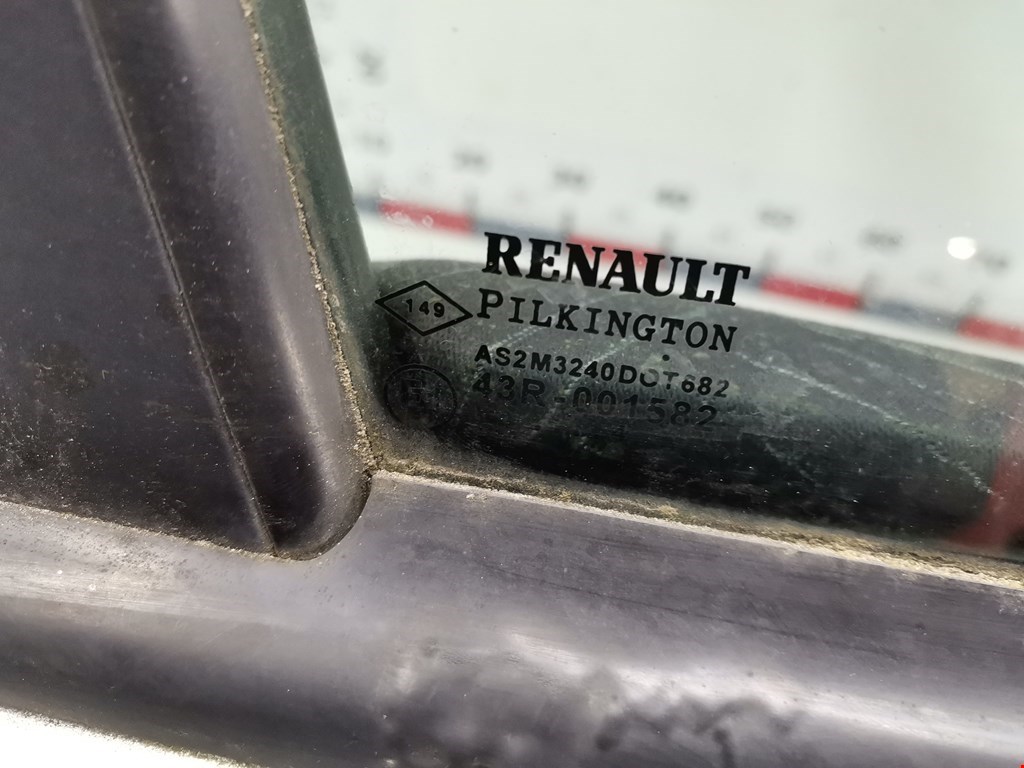 RENAULT
149
PILKINGTON
AS2M3240DOT682
43R-001582